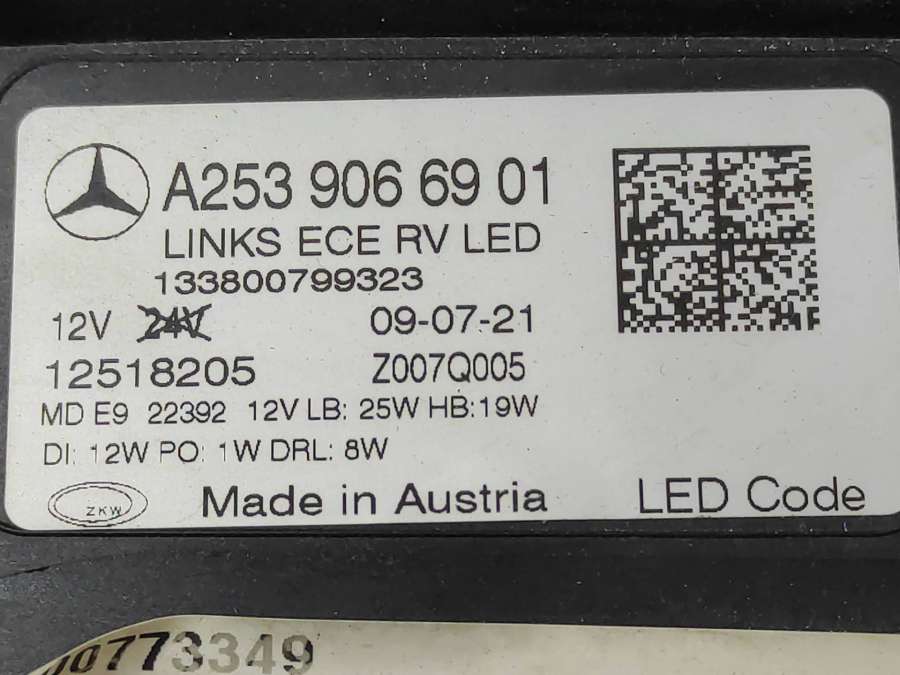 A253 906 69 01
LINKS ECE RV LED
133800799323
12V 24V 09-07-21
12518205 Z007Q005
MD E9 22392 12V LB: 25W HB:19W
DI: 12W PO: 1W DRL: 8W
ZKW Made in Austria LED Code
00773349